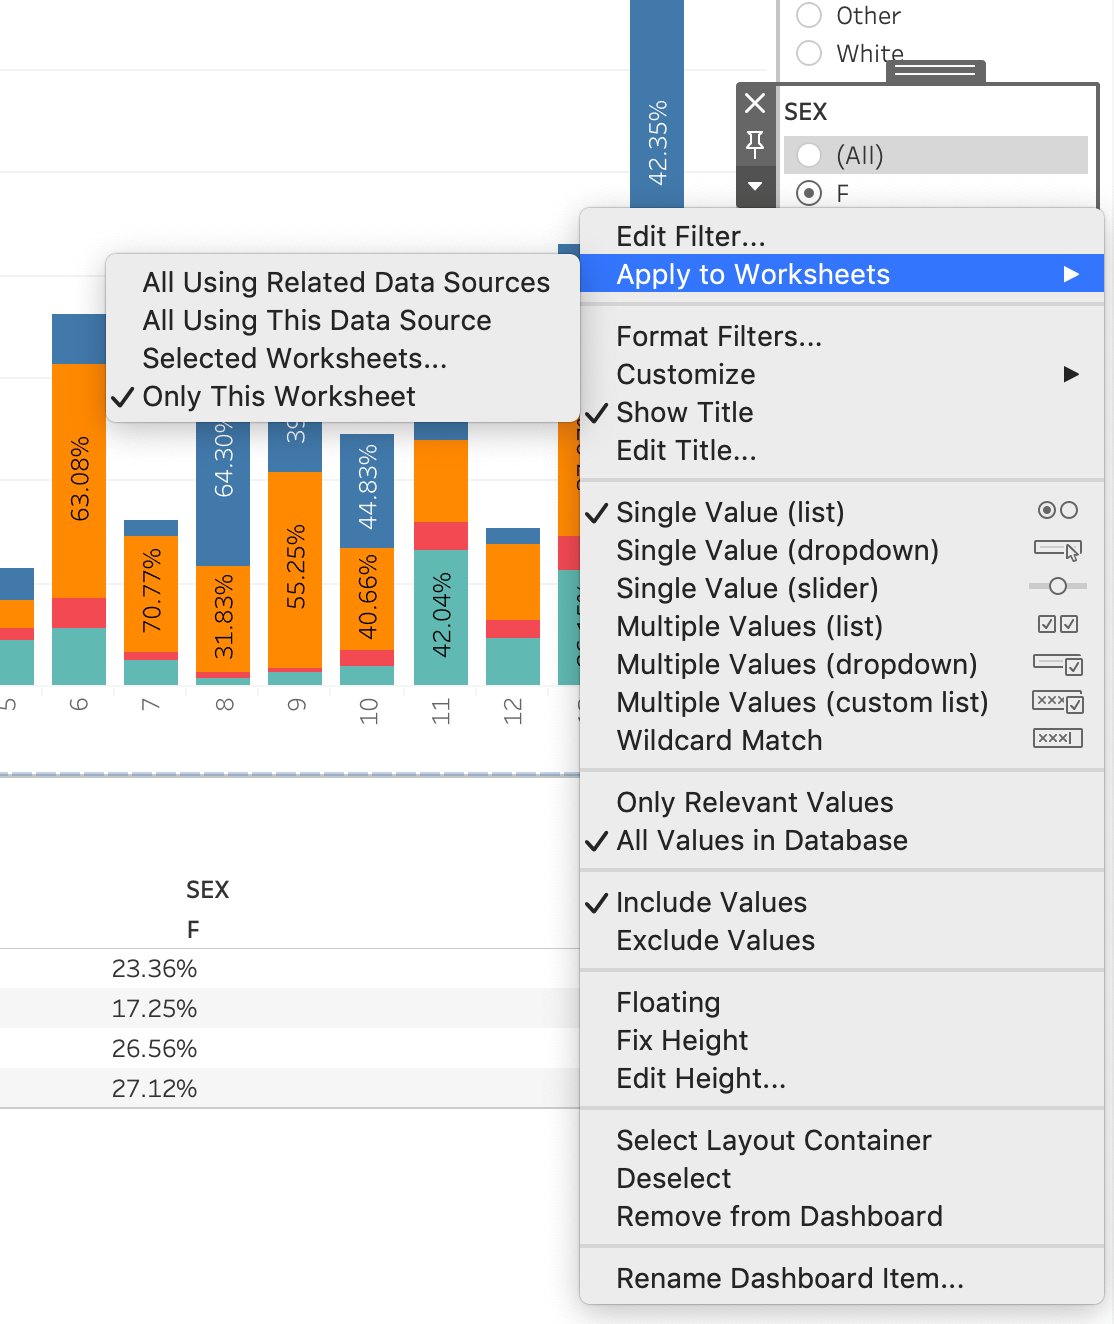 Other
White
SEX
(All)
F
Edit Filter...
Apply to Worksheets
All Using Related Data Sources
All Using This Data Source
Selected Worksheets...
Only This Worksheet
Format Filters...
Customize
Show Title
Edit Title...
Single Value (list)
Single Value (dropdown)
Single Value (slider)
Multiple Values (list)
Multiple Values (dropdown)
Multiple Values (custom list)
Wildcard Match
Only Relevant Values
All Values in Database
Include Values
Exclude Values
Floating
Fix Height
Edit Height...
Select Layout Container
Deselect
Remove from Dashboard
Rename Dashboard Item...
42.35%
63.08%
70.77%
64.30%
31.83%
39
55.25%
44.83%
40.66%
42.04%
5
6
7
8
9
10
11
12
SEX
F
23.36%
17.25%
26.56%
27.12%